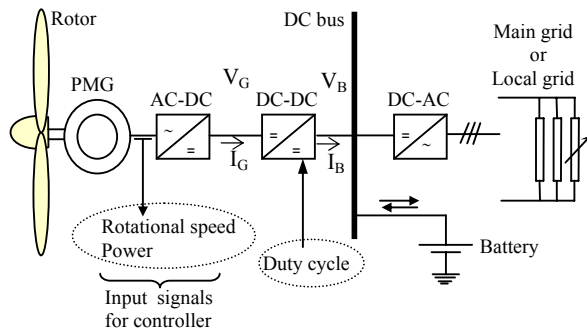 Rotor
DC bus
Main grid
or
Local grid
PMG
V_G
V_B
AC-DC
DC-DC
DC-AC
~
=
=
=
=
~
I_G
I_B
Rotational speed
Power
Duty cycle
Battery
Input signals
for controller